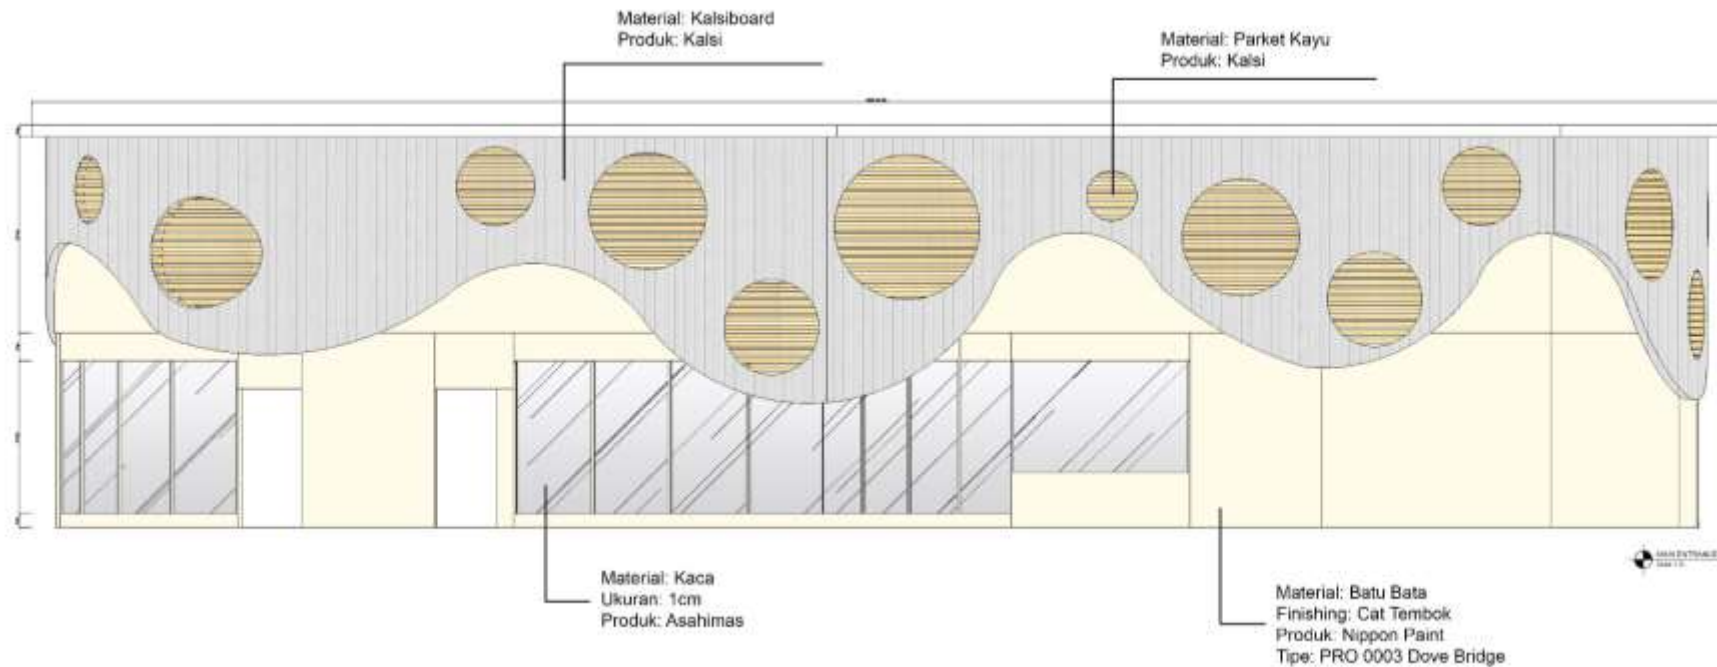 Material: Kalsiboard
Produk: Kalsi
Material: Parket Kayu
Produk: Kalsi
Material: Kaca
Ukuran: 1cm
Produk: Asahimas
Material: Batu Bata
Finishing: Cat Tembok
Produk: Nippon Paint
Tipe: PRO 0003 Dove Bridge